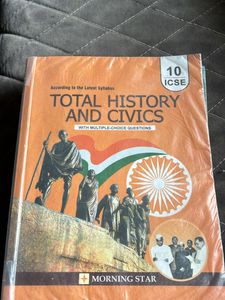 According to the Latest Syllabus
10
ICSE
TOTAL HISTORY
AND CIVICS
WITH MULTIPLE-CHOICE QUESTIONS
MORNING STAR